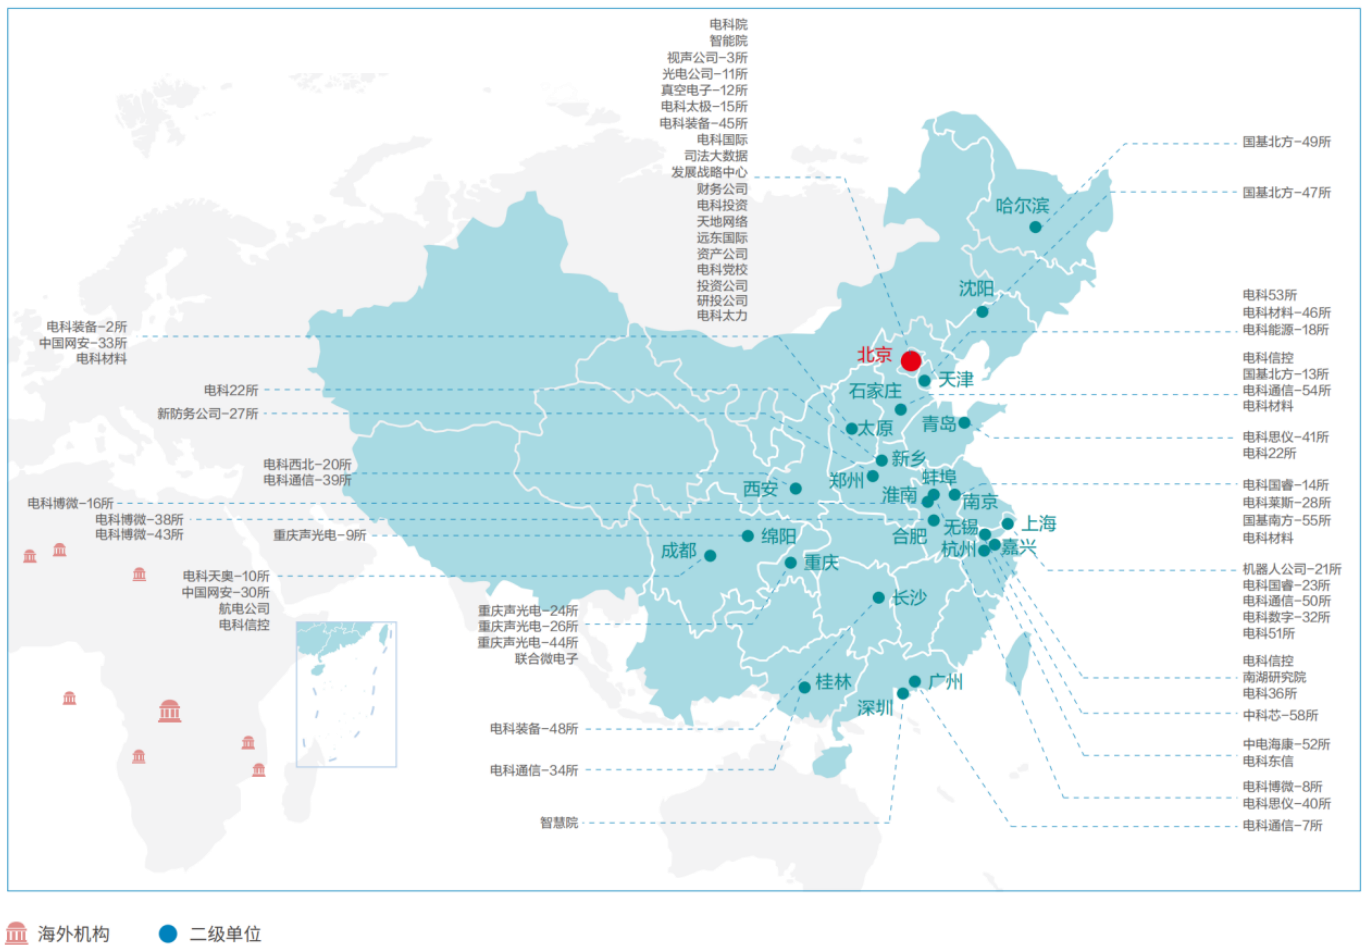 电科院
智能院
视声公司-3所
光电公司-11所
真空电子-12所
电科太极-15所
电科装备-45所
电科国际
司法大数据
发展战略中心
财务公司
电科投资
天地网络
远东国际
资产公司
电科党校
投资公司
研投公司
电科太力
国基北方-49所
国基北方-47所
电科53所
电科材料-46所
电科能源-18所
电科信控
国基北方-13所
电科通信-54所
电科材料
电科思仪-41所
电科22所
电科国睿-14所
电科莱斯-28所
国基南方-55所
电科材料
机器人公司-21所
电科国睿-23所
电科通信-50所
电科数字-32所
电科51所
电科信控
南湖研究院
电科36所
中科芯-58所
中电海康-52所
电科东信
电科博微-8所
电科思仪-40所
电科通信-7所
电科装备-2所
中国网安-33所
电科材料
电科22所
新防务公司-27所
电科西北-20所
电科通信-39所
电科博微-16所
电科博微-38所
电科博微-43所
重庆声光电-9所
电科天奥-10所
中国网安-30所
航电公司
电科信控
重庆声光电-24所
重庆声光电-26所
重庆声光电-44所
联合微电子
电科装备-48所
电科通信-34所
智慧院
哈尔滨
沈阳
北京
天津
石家庄
青岛
太原
新乡
郑州
蚌埠
淮南
南京
西安
合肥
无锡
上海
杭州
嘉兴
绵阳
成都
重庆
长沙
桂林
广州
深圳
海外机构
二级单位